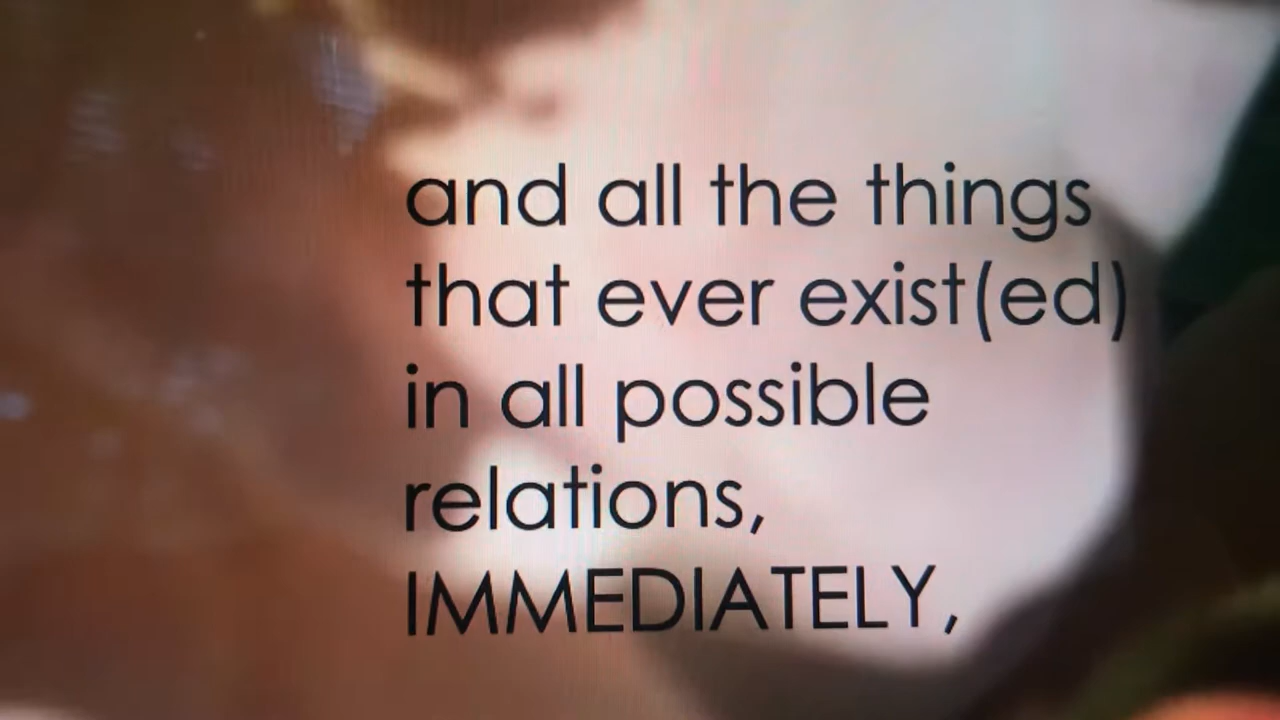 and all the things
that ever exist(ed)
in all possible
relations,
IMMEDIATELY,